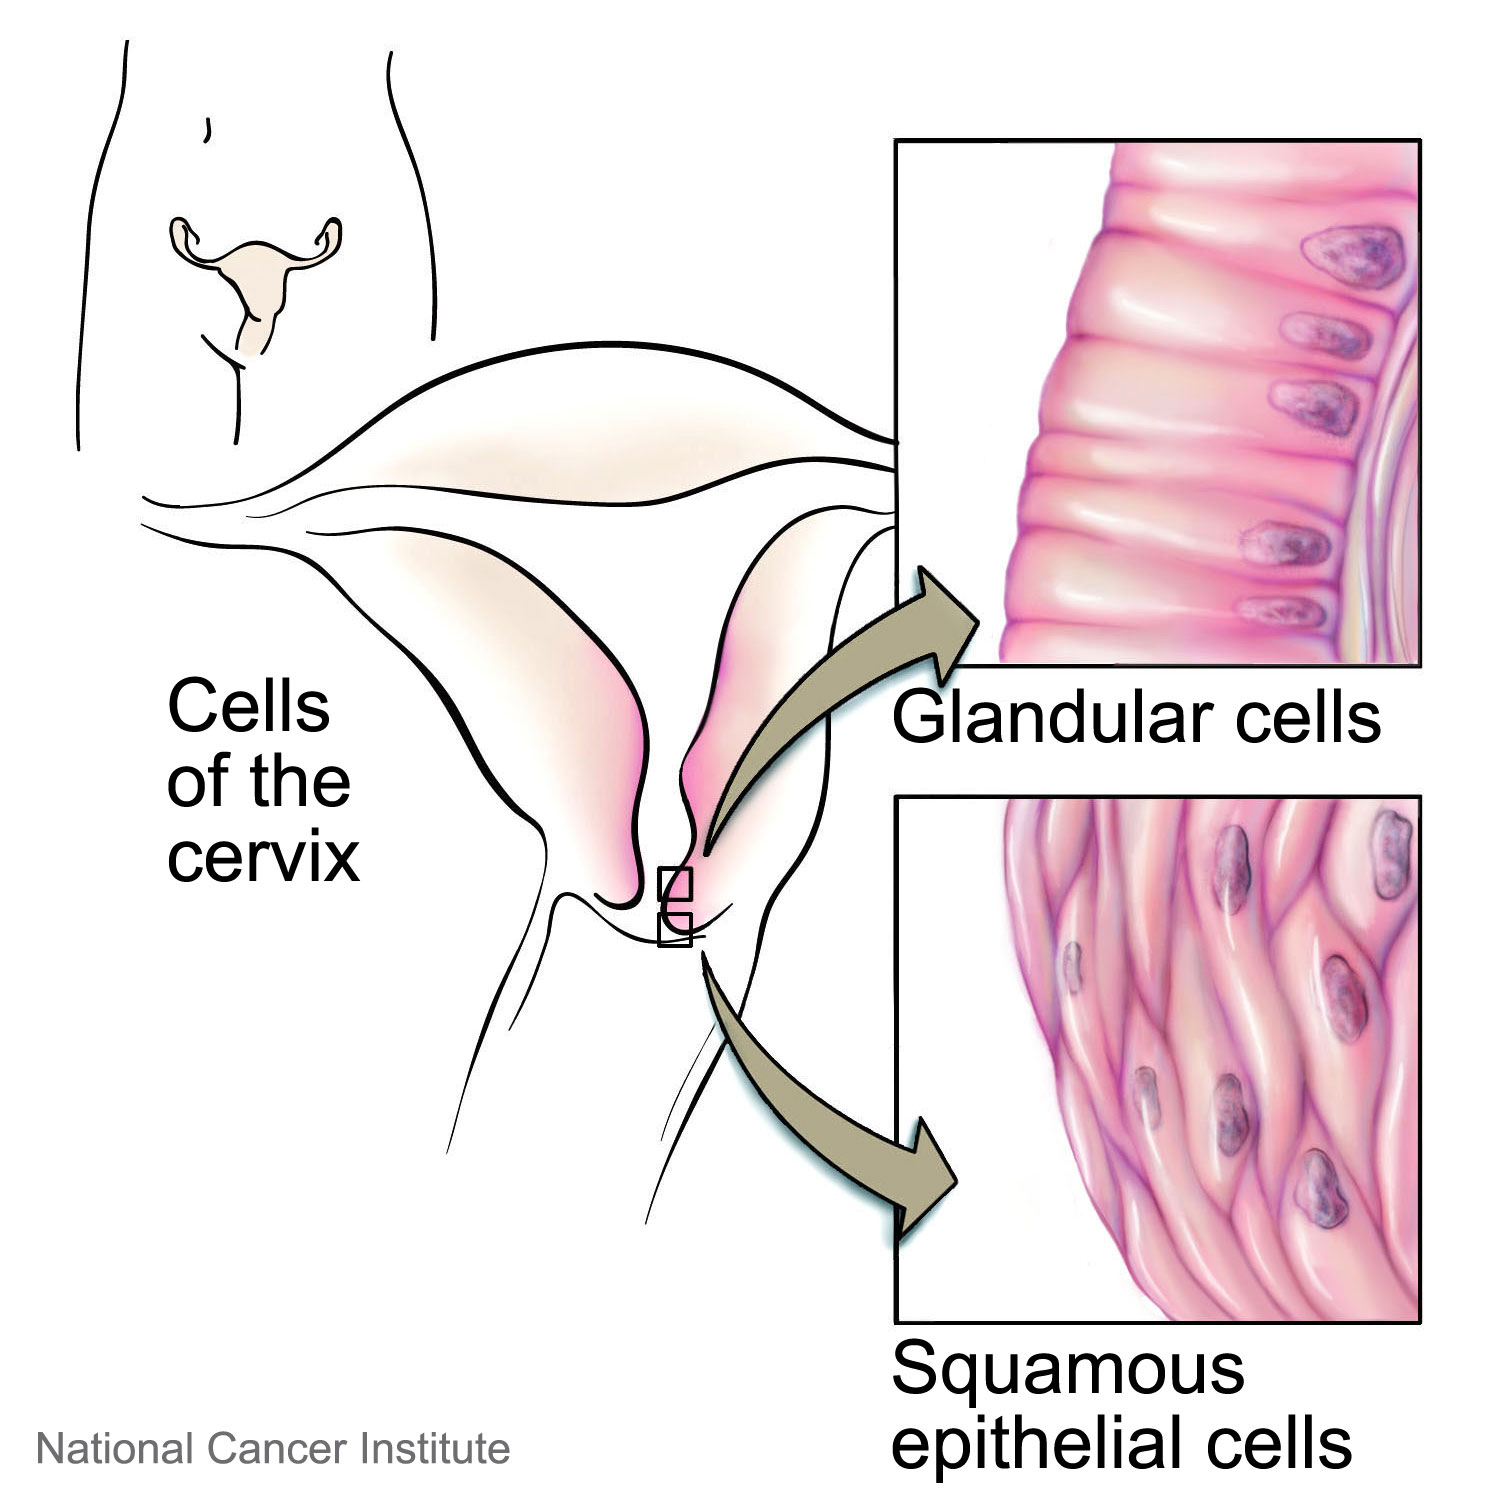 Cells
of the
cervix
Glandular cells
Squamous
epithelial cells
National Cancer Institute